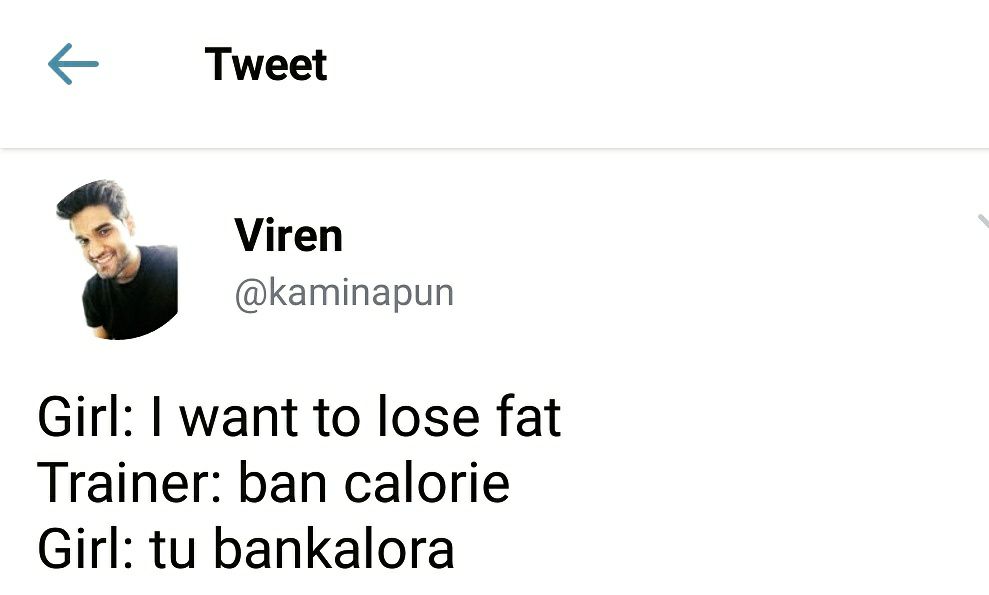 Tweet
Viren
@kaminapun
Girl: I want to lose fat
Trainer: ban calorie
Girl: tu bankalora